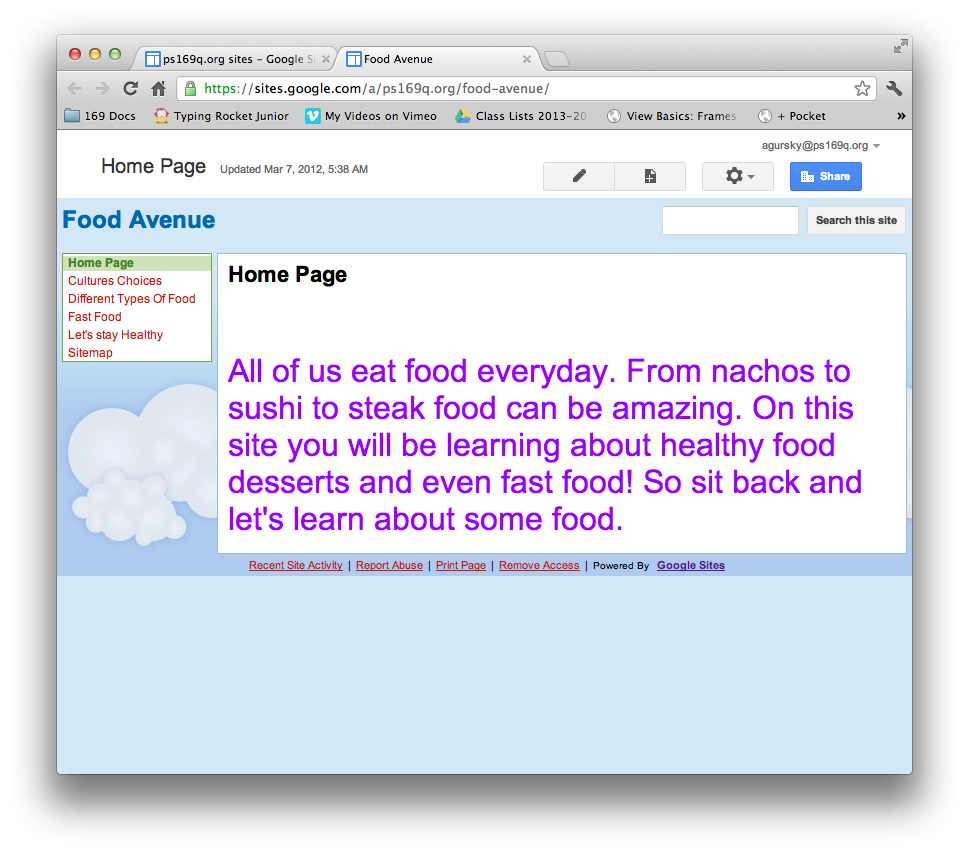 ps169q.org sites – Google Si
Food Avenue
https://sites.google.com/a/ps169q.org/food-avenue/
169 Docs
Typing Rocket Junior
My Videos on Vimeo
Class Lists 2013-20
View Basics: Frames
+ Pocket
»
agursky@ps169q.org
Home Page Updated Mar 7, 2012, 5:38 AM
Share
Food Avenue
Search this site
Home Page
Cultures Choices
Different Types Of Food
Fast Food
Let's stay Healthy
Sitemap
Home Page
All of us eat food everyday. From nachos to
sushi to steak food can be amazing. On this
site you will be learning about healthy food
desserts and even fast food! So sit back and
let's learn about some food.
Recent Site Activity | Report Abuse | Print Page | Remove Access | Powered By Google Sites